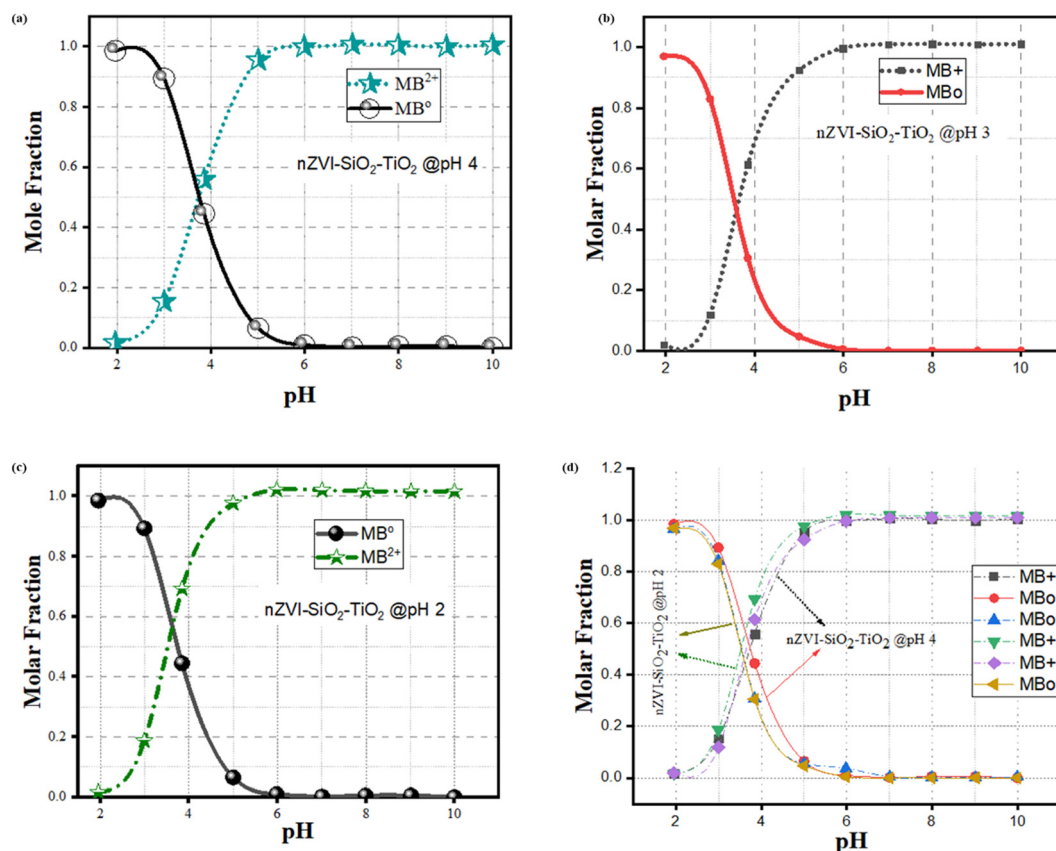 (a)
1.0
0.8
0.6
0.4
0.2
0.0
Mole Fraction
MB²⁺
MBº
nZVI-SiO₂-TiO₂ @pH 4
2 4 6 8 10
pH
(b)
1.0
0.8
0.6
0.4
0.2
0.0
Molar Fraction
MB+
MBo
nZVI-SiO₂-TiO₂ @pH 3
2 4 6 8 10
pH
(c)
1.0
0.8
0.6
0.4
0.2
0.0
Molar Fraction
MBº
MB²⁺
nZVI-SiO₂-TiO₂ @pH 2
2 4 6 8 10
pH
(d)
1.2
1.0
0.8
0.6
0.4
0.2
0.0
Molar Fraction
nZVI-SiO₂-TiO₂ @pH 2
nZVI-SiO₂-TiO₂ @pH 4
MB+
MBo
MBo
MB+
MB+
MBo
2 4 6 8 10
pH